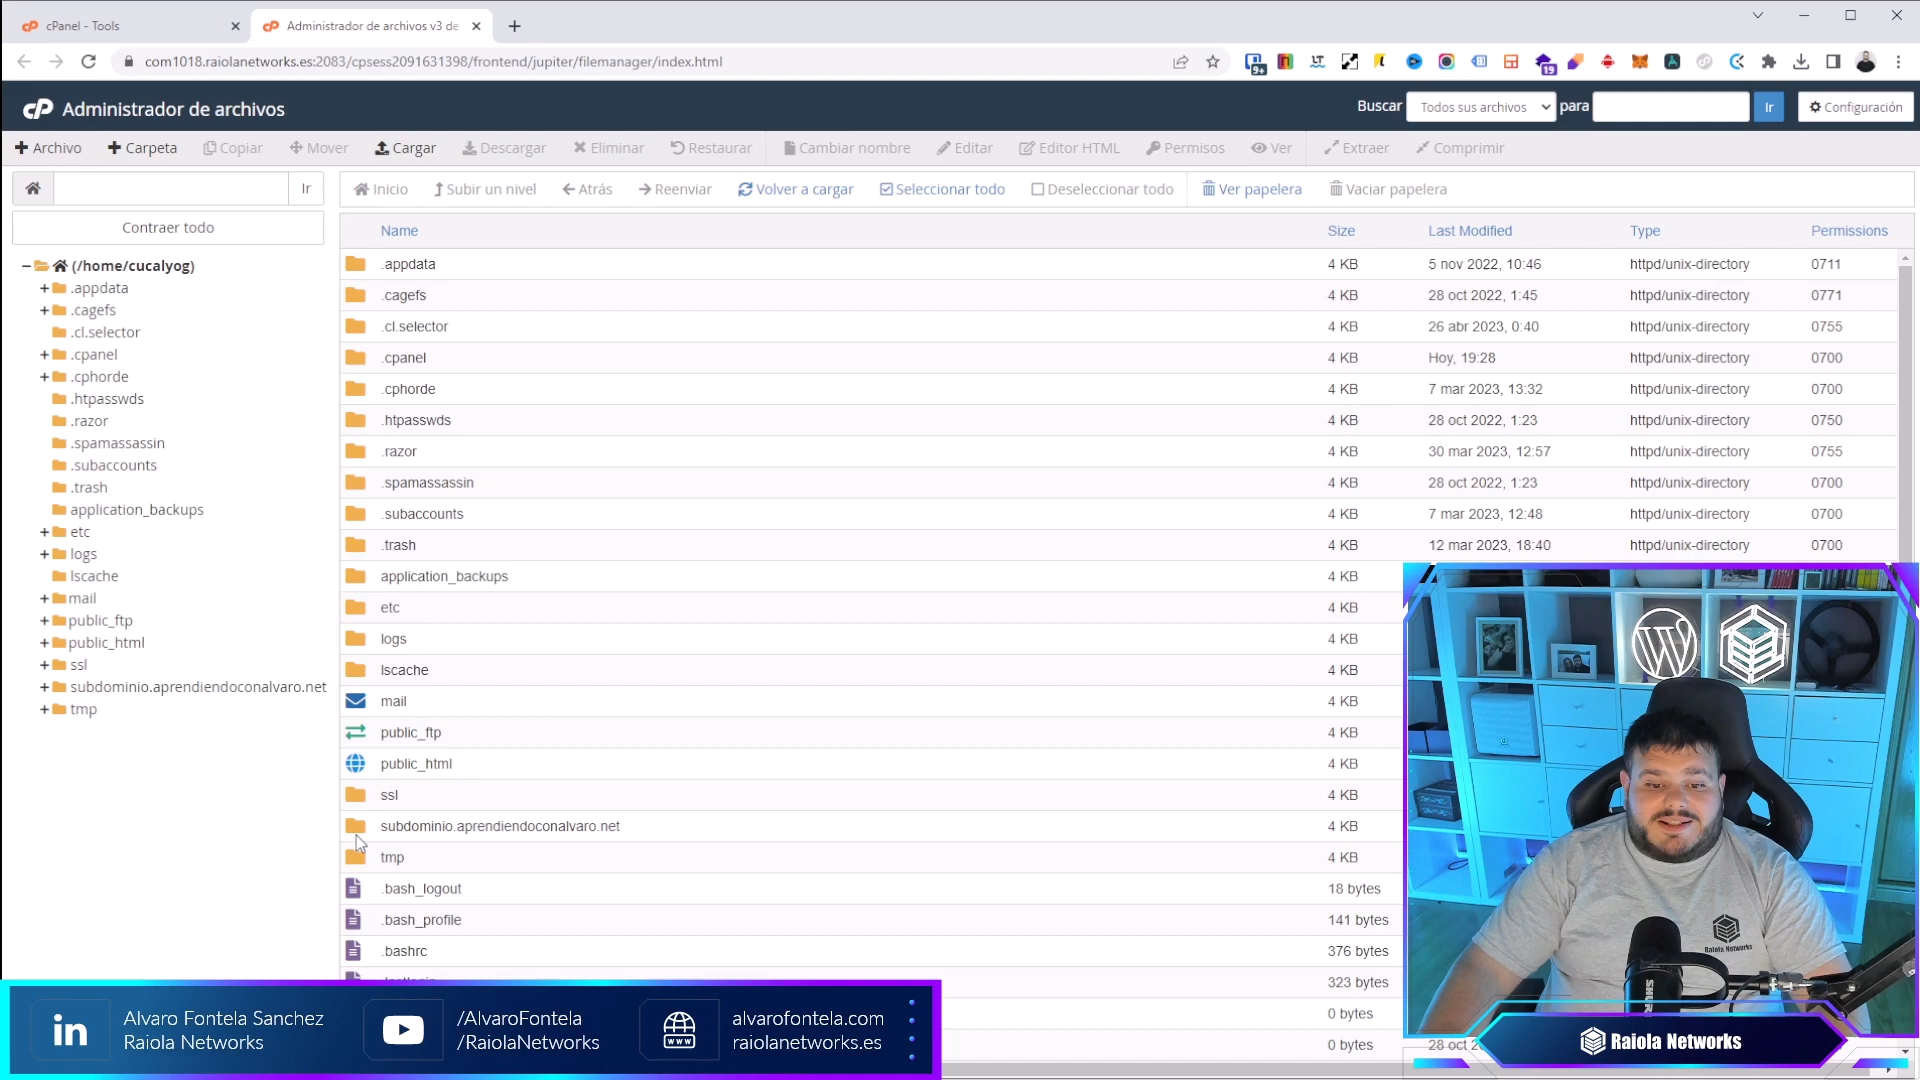 cPanel - Tools
Administrador de archivos v3 de
com1018.raiolanetworks.es:2083/cpsess2091631398/frontend/jupiter/filemanager/index.html
9+
19
cP Administrador de archivos
Buscar
Todos sus archivos
para
Ir
Configuración
Archivo
Carpeta
Copiar
Mover
Cargar
Descargar
Eliminar
Restaurar
Cambiar nombre
Editar
Editor HTML
Permisos
Ver
Extraer
Comprimir
Ir
Inicio
Subir un nivel
Atrás
Reenviar
Volver a cargar
Seleccionar todo
Deseleccionar todo
Ver papelera
Vaciar papelera
Contraer todo
(/home/cucalyog)
.appdata
.cagefs
.cl.selector
.cpanel
.cphorde
.htpasswds
.razor
.spamassassin
.subaccounts
.trash
application_backups
etc
logs
lscache
mail
public_ftp
public_html
ssl
subdominio.aprendiendoconalvaro.net
tmp
Name Size Last Modified Type Permissions
.appdata 4 KB 5 nov 2022, 10:46 httpd/unix-directory 0711
.cagefs 4 KB 28 oct 2022, 1:45 httpd/unix-directory 0771
.cl.selector 4 KB 26 abr 2023, 0:40 httpd/unix-directory 0755
.cpanel 4 KB Hoy, 19:28 httpd/unix-directory 0700
.cphorde 4 KB 7 mar 2023, 13:32 httpd/unix-directory 0700
.htpasswds 4 KB 28 oct 2022, 1:23 httpd/unix-directory 0750
.razor 4 KB 30 mar 2023, 12:57 httpd/unix-directory 0755
.spamassassin 4 KB 28 oct 2022, 1:23 httpd/unix-directory 0700
.subaccounts 4 KB 7 mar 2023, 12:48 httpd/unix-directory 0700
.trash 4 KB 12 mar 2023, 18:40 httpd/unix-directory 0700
application_backups 4 KB
etc 4 KB
logs 4 KB
lscache 4 KB
mail 4 KB
public_ftp 4 KB
public_html 4 KB
ssl 4 KB
subdominio.aprendiendoconalvaro.net 4 KB
tmp 4 KB
.bash_logout 18 bytes
.bash_profile 141 bytes
.bashrc 376 bytes
323 bytes
0 bytes
0 bytes 28 oct 2
in
Alvaro Fontela Sanchez
Raiola Networks
/AlvaroFontela
/RaiolaNetworks
www
alvarofontela.com
raiolanetworks.es
Raiola Networks
SHURE
Raiola Networks